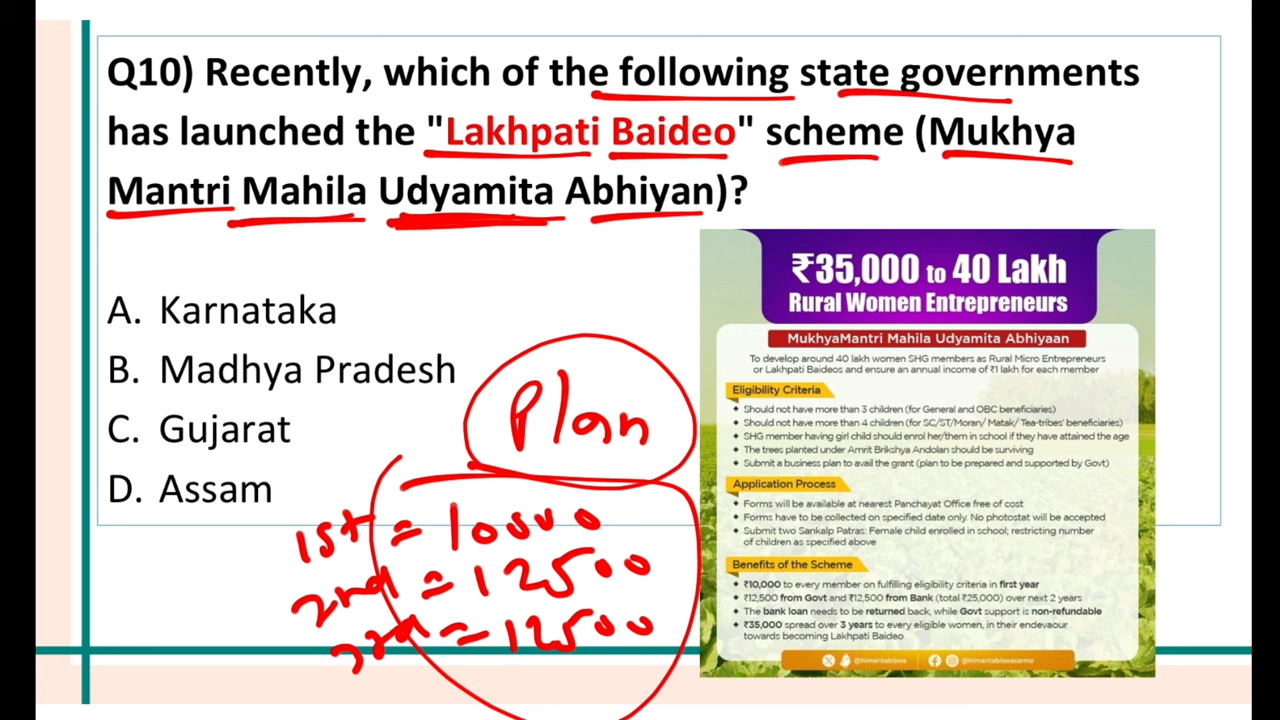 Q10) Recently, which of the following state governments
has launched the "Lakhpati Baideo" scheme (Mukhya
Mantri Mahila Udyamita Abhiyan)?
A. Karnataka
B. Madhya Pradesh
C. Gujarat
D. Assam
Plan
1st = 10000
2nd = 12500
3rd = 12500
₹35,000 to 40 Lakh
Rural Women Entrepreneurs
MukhyaMantri Mahila Udyamita Abhiyaan
To develop around 40 lakh women SHG members as Rural Micro Entrepreneurs
or Lakhpati Baideos and ensure an annual income of ₹1 lakh for each member
Eligibility Criteria
Should not have more than 3 children (for General and OBC beneficiaries)
Should not have more than 4 children (for SC/ST/Moran/ Matak/ Tea-tribes' beneficiaries)
SHG member having girl child should enrol her/them in school if they have attained the age
The trees planted under Amrit Brikshya Andolan should be surviving
Submit a business plan to avail the grant (plan to be prepared and supported by Govt)
Application Process
Forms will be available at nearest Panchayat Office free of cost
Forms have to be collected on specified date only. No photostat will be accepted
Submit two Sankalp Patras: Female child enrolled in school; restricting number
of children as specified above
Benefits of the Scheme
₹10,000 to every member on fulfilling eligibility criteria in first year
₹12,500 from Govt and ₹12,500 from Bank (total ₹25,000) over next 2 years
The bank loan needs to be returned back, while Govt support is non-refundable
₹35,000 spread over 3 years to every eligible women, in their endeavour
towards becoming Lakhpati Baideo
@himantabiswa @himantabiswasarma